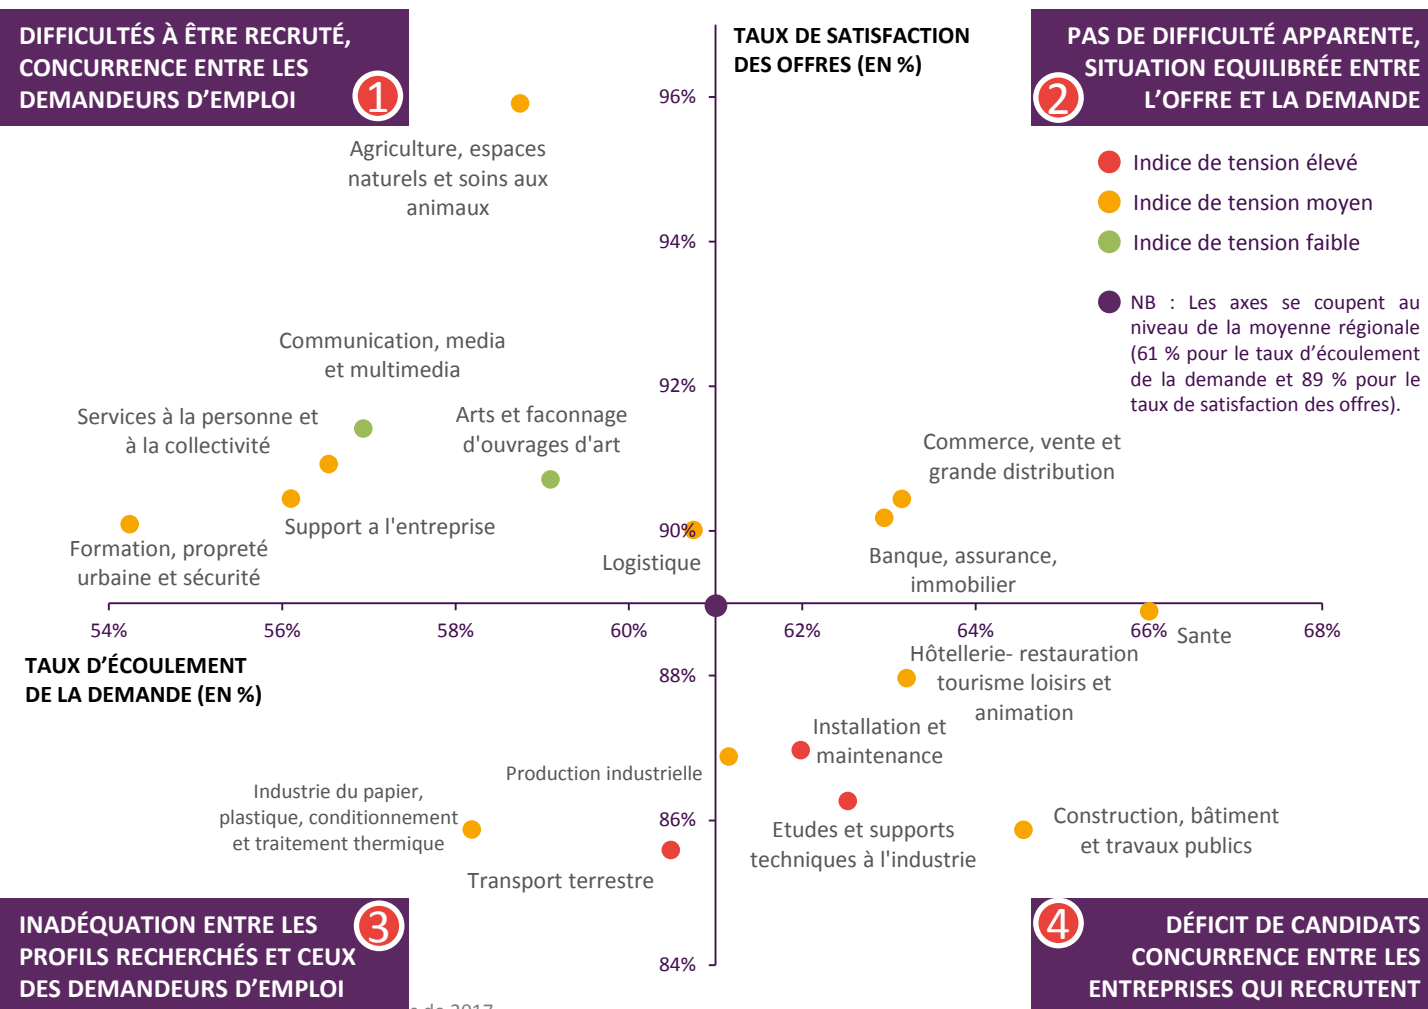 DIFFICULTÉS À ÊTRE RECRUTÉ,
CONCURRENCE ENTRE LES
DEMANDEURS D'EMPLOI
1
TAUX DE SATISFACTION
DES OFFRES (EN %)
PAS DE DIFFICULTÉ APPARENTE,
SITUATION EQUILIBRÉE ENTRE
L'OFFRE ET LA DEMANDE
2
96%
Agriculture, espaces
naturels et soins aux
animaux
Indice de tension élevé
Indice de tension moyen
Indice de tension faible
94%
NB : Les axes se coupent au
niveau de la moyenne régionale
(61 % pour le taux d'écoulement
de la demande et 89 % pour le
taux de satisfaction des offres).
Communication, media
et multimedia
92%
Services à la personne et
à la collectivité
Arts et faconnage
d'ouvrages d'art
Commerce, vente et
grande distribution
Support a l'entreprise
90%
Formation, propreté
urbaine et sécurité
Logistique
Banque, assurance,
immobilier
54%
56%
58%
60%
62%
64%
66%
68%
Sante
TAUX D'ÉCOULEMENT
DE LA DEMANDE (EN %)
88%
Hôtellerie- restauration
tourisme loisirs et
animation
Installation et
maintenance
Production industrielle
Industrie du papier,
plastique, conditionnement
et traitement thermique
86%
Etudes et supports
techniques à l'industrie
Construction, bâtiment
et travaux publics
Transport terrestre
84%
INADÉQUATION ENTRE LES
PROFILS RECHERCHÉS ET CEUX
DES DEMANDEURS D'EMPLOI
3
4
DÉFICIT DE CANDIDATS
CONCURRENCE ENTRE LES
ENTREPRISES QUI RECRUTENT